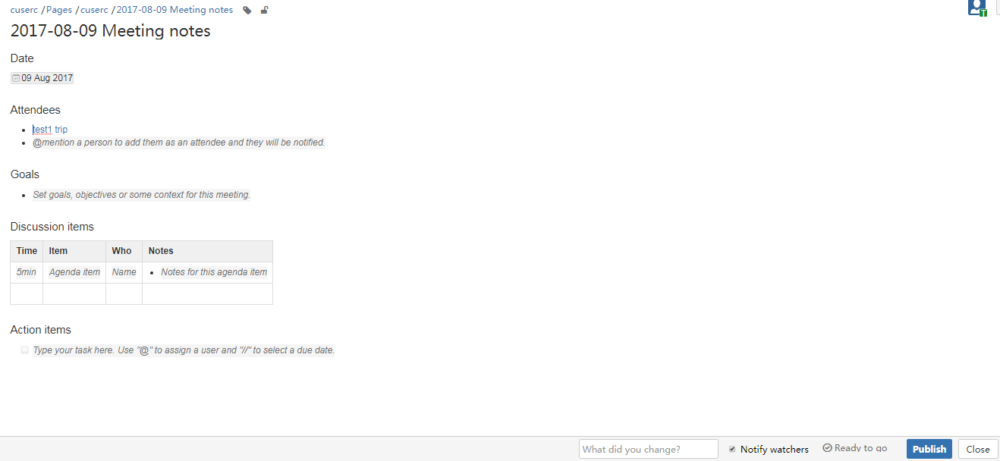 cuserc / Pages / cuserc / 2017-08-09 Meeting notes
T
2017-08-09 Meeting notes
Date
09 Aug 2017
Attendees
test1 trip
@mention a person to add them as an attendee and they will be notified.
Goals
Set goals, objectives or some context for this meeting.
Discussion items
Time Item Who Notes
5min Agenda item Name Notes for this agenda item
Action items
Type your task here. Use "@" to assign a user and "//" to select a due date.
What did you change? Notify watchers Ready to go Publish Close